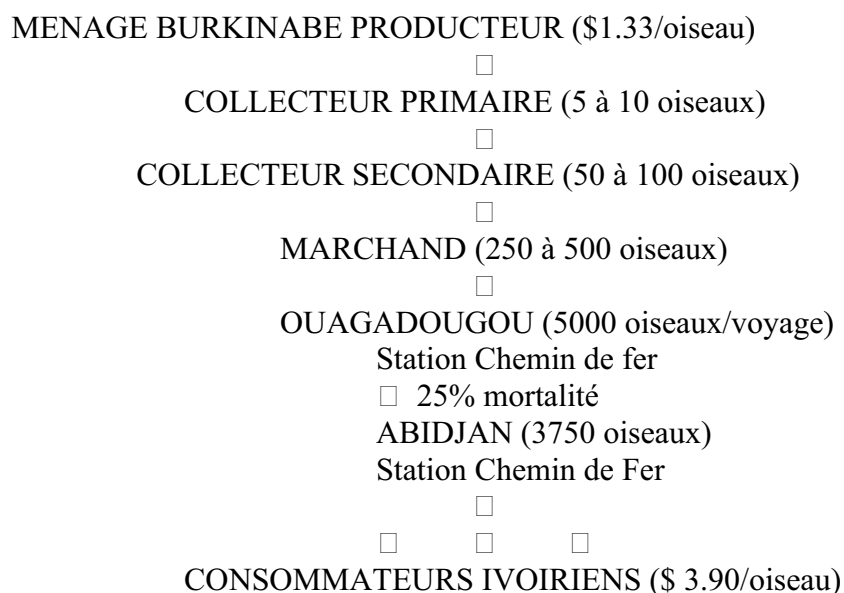 MENAGE BURKINABE PRODUCTEUR ($1.33/oiseau)
COLLECTEUR PRIMAIRE (5 à 10 oiseaux)
COLLECTEUR SECONDAIRE (50 à 100 oiseaux)
MARCHAND (250 à 500 oiseaux)
OUAGADOUGOU (5000 oiseaux/voyage)
Station Chemin de fer
25% mortalité
ABIDJAN (3750 oiseaux)
Station Chemin de Fer
CONSOMMATEURS IVOIRIENS ($ 3.90/oiseau)